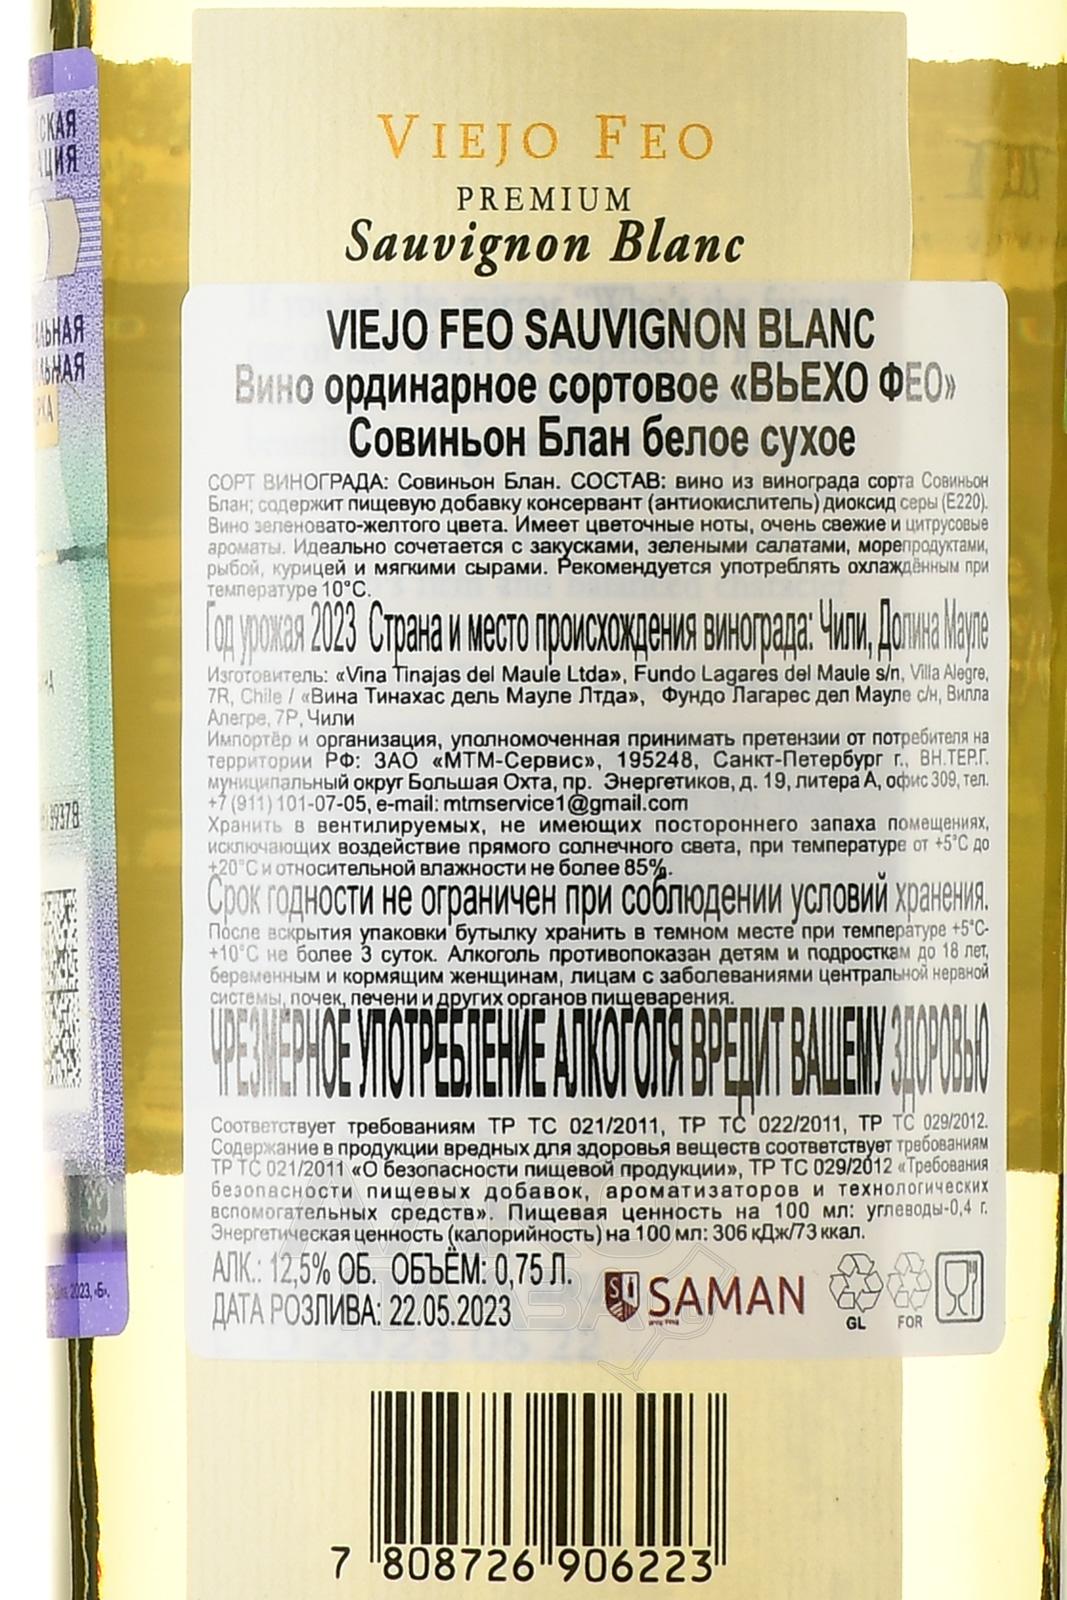 VIEJO FEO
PREMIUM
Sauvignon Blanc
VIEJO FEO SAUVIGNON BLANC
Вино ординарное сортовое «ВЬЕХО ФЕО»
Совиньон Блан белое сухое
СОРТ ВИНОГРАДА: Совиньон Блан. СОСТАВ: вино из винограда сорта Совиньон
Блан; содержит пищевую добавку консервант (антиокислитель) диоксид серы (Е220).
Вино зеленовато-желтого цвета. Имеет цветочные ноты, очень свежие и цитрусовые
ароматы. Идеально сочетается с закусками, зелеными салатами, морепродуктами,
рыбой, курицей и мягкими сырами. Рекомендуется употреблять охлаждённым при
температуре 10°С.
Год урожая 2023 Страна и место происхождения винограда: Чили, Долина Мауле
Изготовитель: «Vina Tinajas del Maule Ltda», Fundo Lagares del Maule s/n, Villa Alegre,
7R, Chile / «Вина Тинахас дель Мауле Лтда», Фундо Лагарес дел Мауле с/н, Вилла
Алегре, 7Р, Чили
Импортёр и организация, уполномоченная принимать претензии от потребителя на
территории РФ: ЗАО «МТМ-Сервис», 195248, Санкт-Петербург г., ВН.ТЕР.Г.
муниципальный округ Большая Охта, пр. Энергетиков, д. 19, литера А, офис 309, тел.
+7 (911) 101-07-05, e-mail: mtmservice1@gmail.com
Хранить в вентилируемых, не имеющих постороннего запаха помещениях,
исключающих воздействие прямого солнечного света, при температуре от +5°С до
+20°С и относительной влажности не более 85%.
Срок годности не ограничен при соблюдении условий хранения.
После вскрытия упаковки бутылку хранить в темном месте при температуре +5°С-
+10°С не более 3 суток. Алкоголь противопоказан детям и подросткам до 18 лет,
беременным и кормящим женщинам, лицам с заболеваниями центральной нервной
системы, почек, печени и других органов пищеварения.
ЧРЕЗМЕРНОЕ УПОТРЕБЛЕНИЕ АЛКОГОЛЯ ВРЕДИТ ВАШЕМУ ЗДОРОВЬЮ
Соответствует требованиям ТР ТС 021/2011, ТР ТС 022/2011, ТР ТС 029/2012.
Содержание в продукции вредных для здоровья веществ соответствует требованиям
ТР ТС 021/2011 «О безопасности пищевой продукции», ТР ТС 029/2012 «Требования
безопасности пищевых добавок, ароматизаторов и технологических
вспомогательных средств». Пищевая ценность на 100 мл: углеводы-0,4 г.
Энергетическая ценность (калорийность) на 100 мл: 306 кДж/73 ккал.
АЛК.: 12,5% ОБ. ОБЪЁМ: 0,75 Л.
ДАТА РОЗЛИВА: 22.05.2023
SAMAN
GL
FOR
7 808726 906223